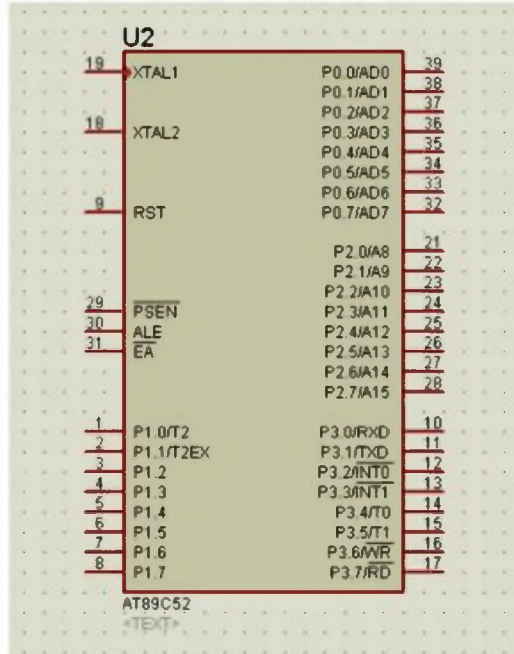 U2
19 XTAL1 P0.0/AD0 39
P0.1/AD1 38
P0.2/AD2 37
18 XTAL2 P0.3/AD3 36
P0.4/AD4 35
P0.5/AD5 34
P0.6/AD6 33
9 RST P0.7/AD7 32
P2.0/A8 21
P2.1/A9 22
P2.2/A10 23
29 PSEN P2.3/A11 24
30 ALE P2.4/A12 25
31 EA P2.5/A13 26
P2.6/A14 27
P2.7/A15 28
1 P1.0/T2 P3.0/RXD 10
2 P1.1/T2EX P3.1/TXD 11
3 P1.2 P3.2/INT0 12
4 P1.3 P3.3/INT1 13
5 P1.4 P3.4/T0 14
6 P1.5 P3.5/T1 15
7 P1.6 P3.6/WR 16
8 P1.7 P3.7/RD 17
AT89C52
<TEXT>